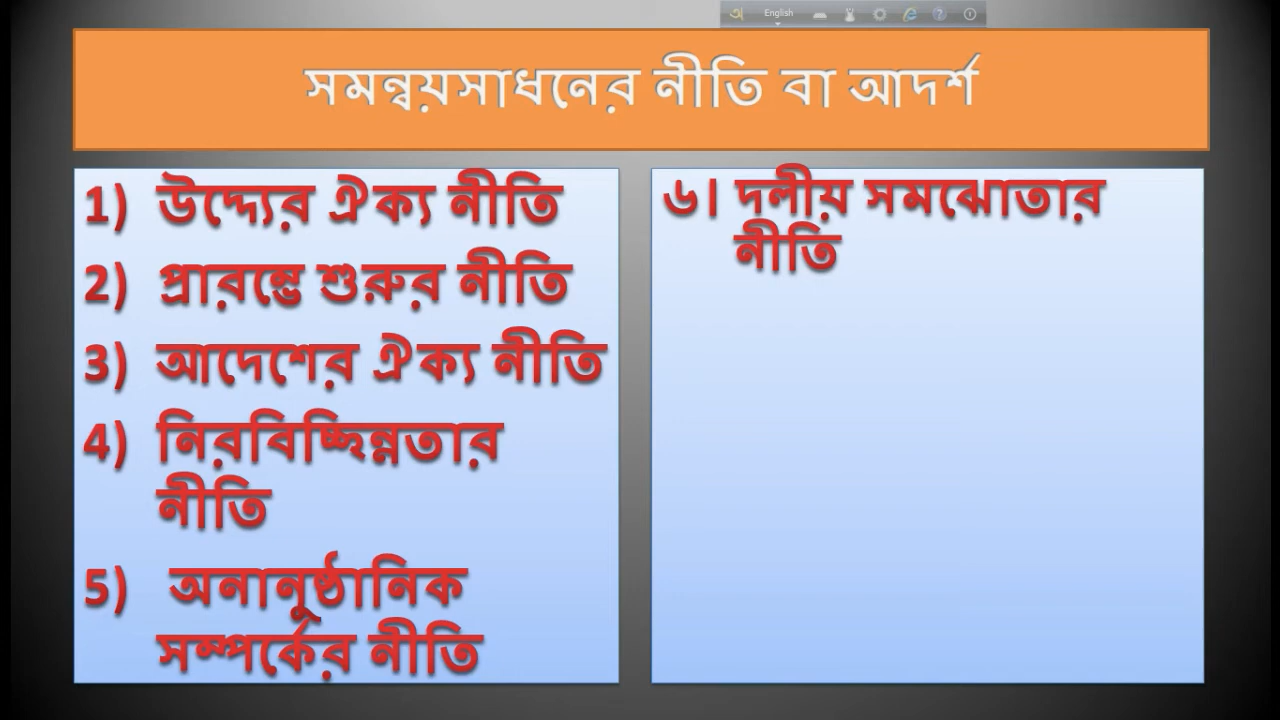 অ English
সমন্বয়সাধনের নীতি বা আদর্শ
1) উদ্দ্যের ঐক্য নীতি
2) প্রারম্ভে শুরুর নীতি
3) আদেশের ঐক্য নীতি
4) নিরবিচ্ছিন্নতার
নীতি
5) অনানুষ্ঠানিক
সম্পর্কের নীতি
৬। দলীয় সমঝোতার
নীতি